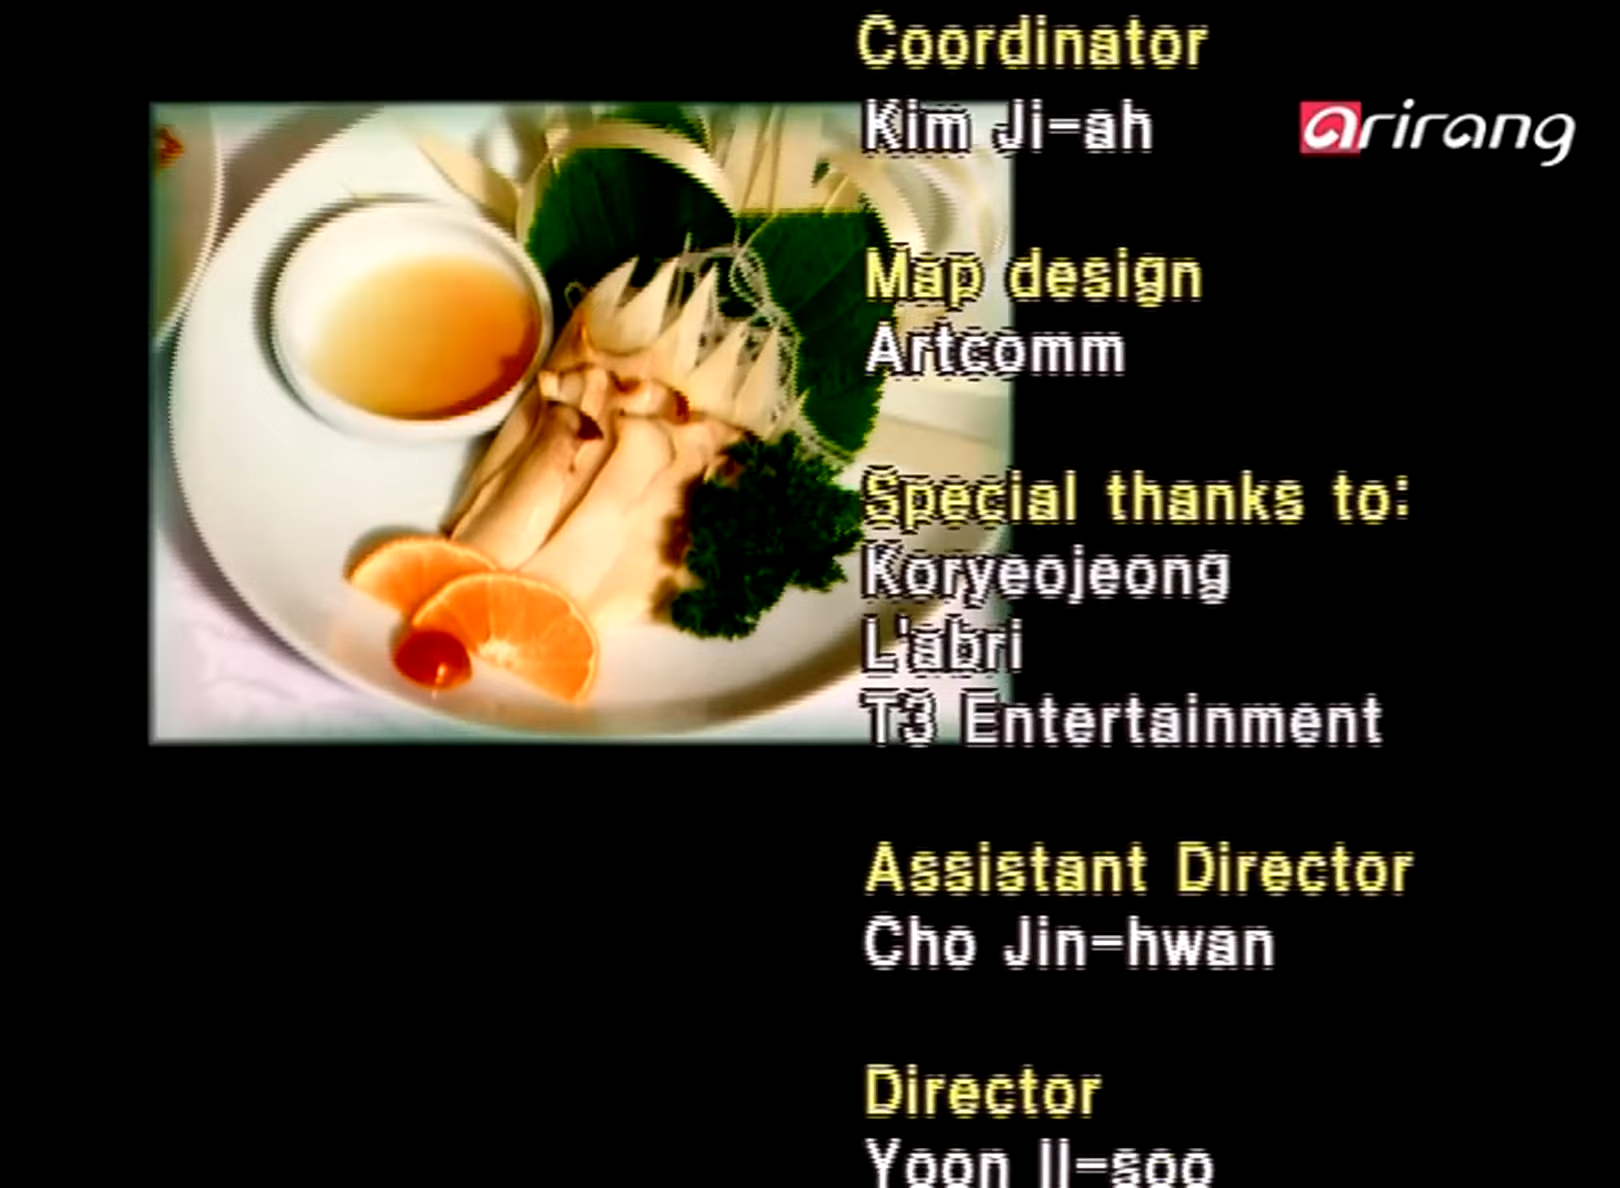 Coordinator
Kim Ji-ah
arirang
Map design
Artcomm
Special thanks to:
Koryeojeong
L'abri
T3 Entertainment
Assistant Director
Cho Jin-hwan
Director
Yoon Il-soo